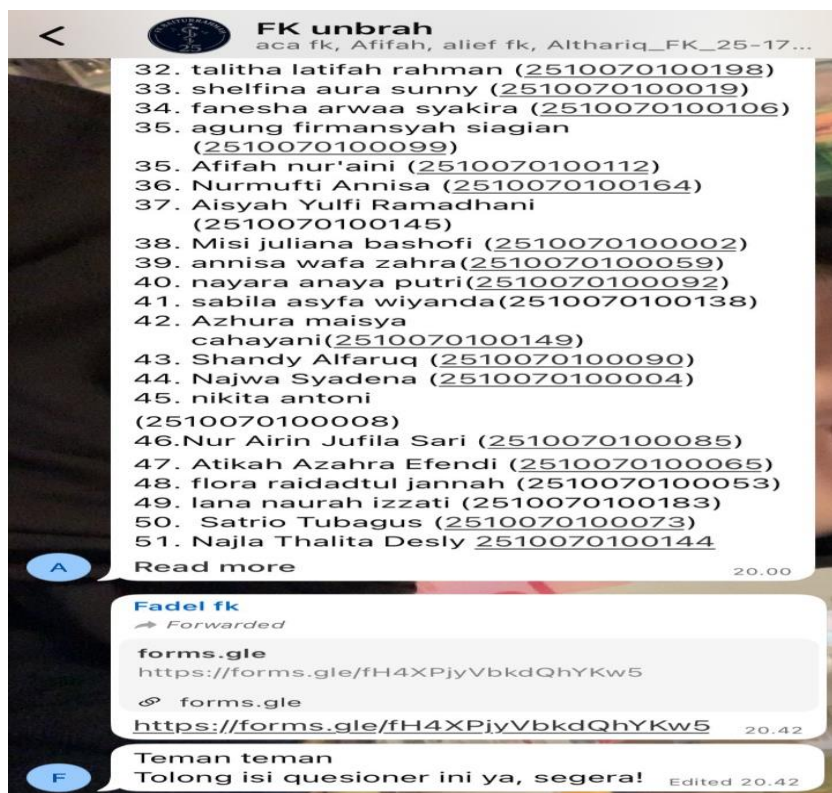 FK unbrah
aca fk, Afifah, alief fk, Althariq_FK_25-17...
32. talitha latifah rahman (2510070100198)
33. shelfina aura sunny (2510070100019)
34. fanesha arwaa syakira (2510070100106)
35. agung firmansyah siagian
(2510070100099)
35. Afifah nur'aini (2510070100112)
36. Nurmufti Annisa (2510070100164)
37. Aisyah Yulfi Ramadhani
(2510070100145)
38. Misi juliana bashofi (2510070100002)
39. annisa wafa zahra(2510070100059)
40. nayara anaya putri(2510070100092)
41. sabila asyfa wiyanda(2510070100138)
42. Azhura maisya
cahayani(2510070100149)
43. Shandy Alfaruq (2510070100090)
44. Najwa Syadena (2510070100004)
45. nikita antoni
(2510070100008)
46.Nur Airin Jufila Sari (2510070100085)
47. Atikah Azahra Efendi (2510070100065)
48. flora raidadtul jannah (2510070100053)
49. lana naurah izzati (2510070100183)
50.  Satrio Tubagus (2510070100073)
51. Najla Thalita Desly 2510070100144
A
Read more
20.00
Fadel fk
Forwarded
forms.gle
https://forms.gle/fH4XPjyVbkdQhYKw5
forms.gle
https://forms.gle/fH4XPjyVbkdQhYKw5 20.42
Teman teman
F
Tolong isi quesioner ini ya, segera! Edited 20.42